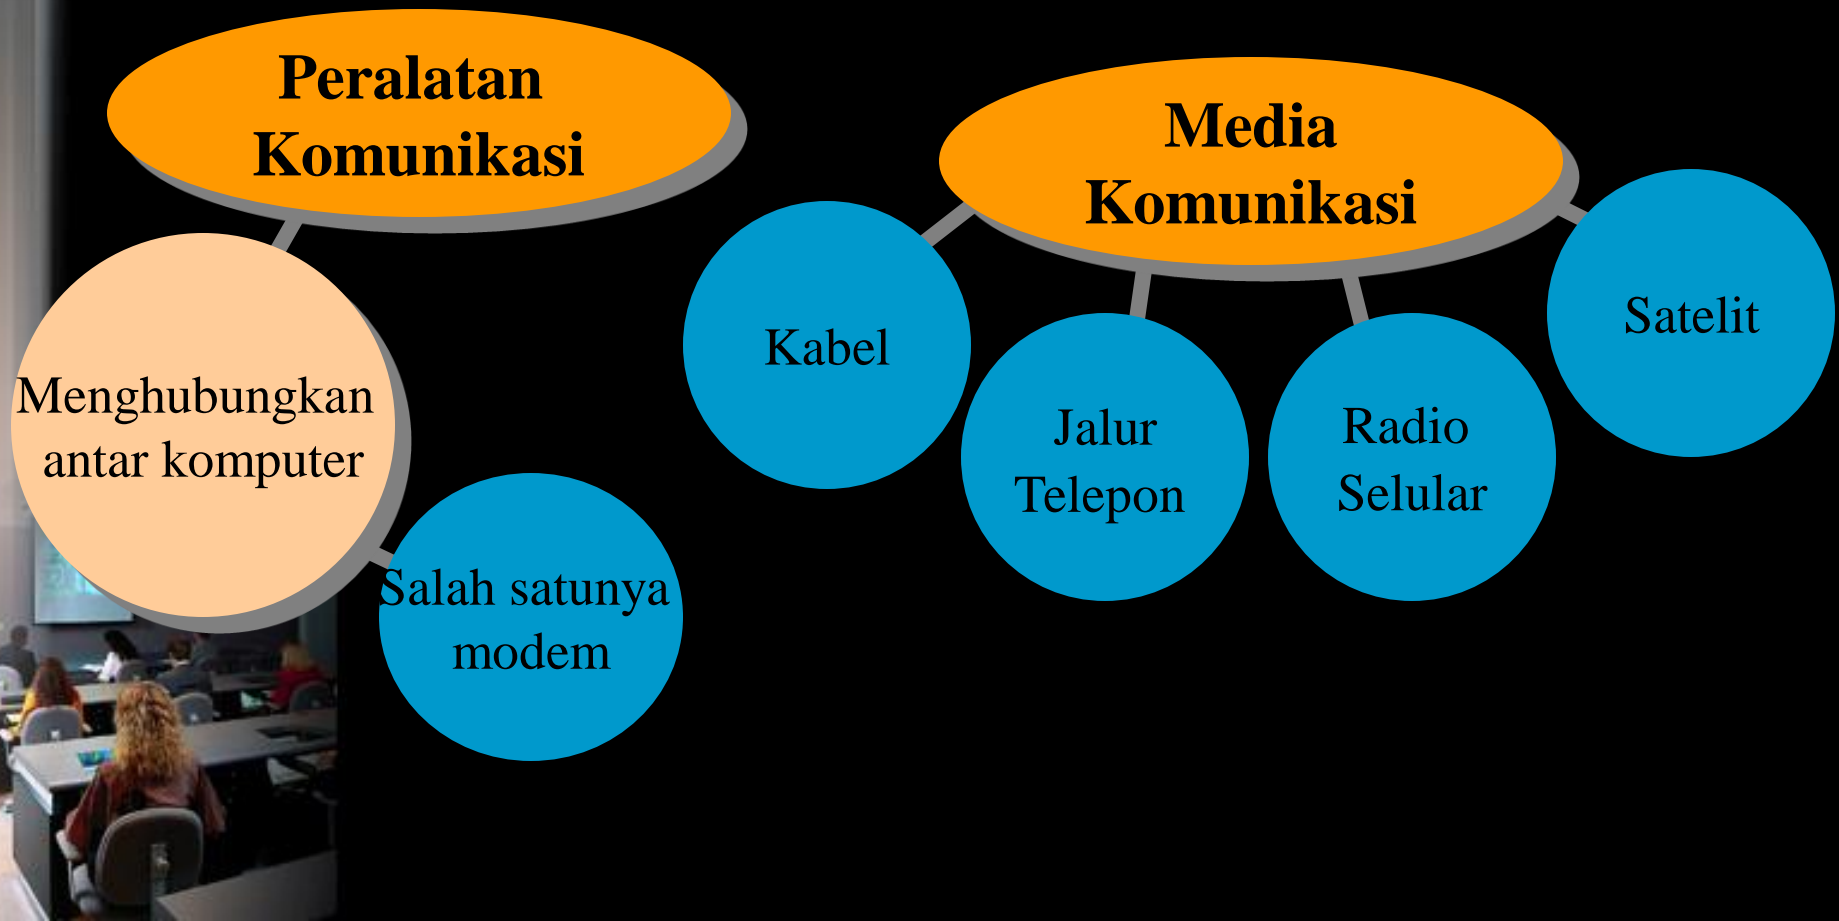 Peralatan
Komunikasi
Menghubungkan
antar komputer
Salah satunya
modem
Media
Komunikasi
Kabel
Jalur
Telepon
Radio
Selular
Satelit